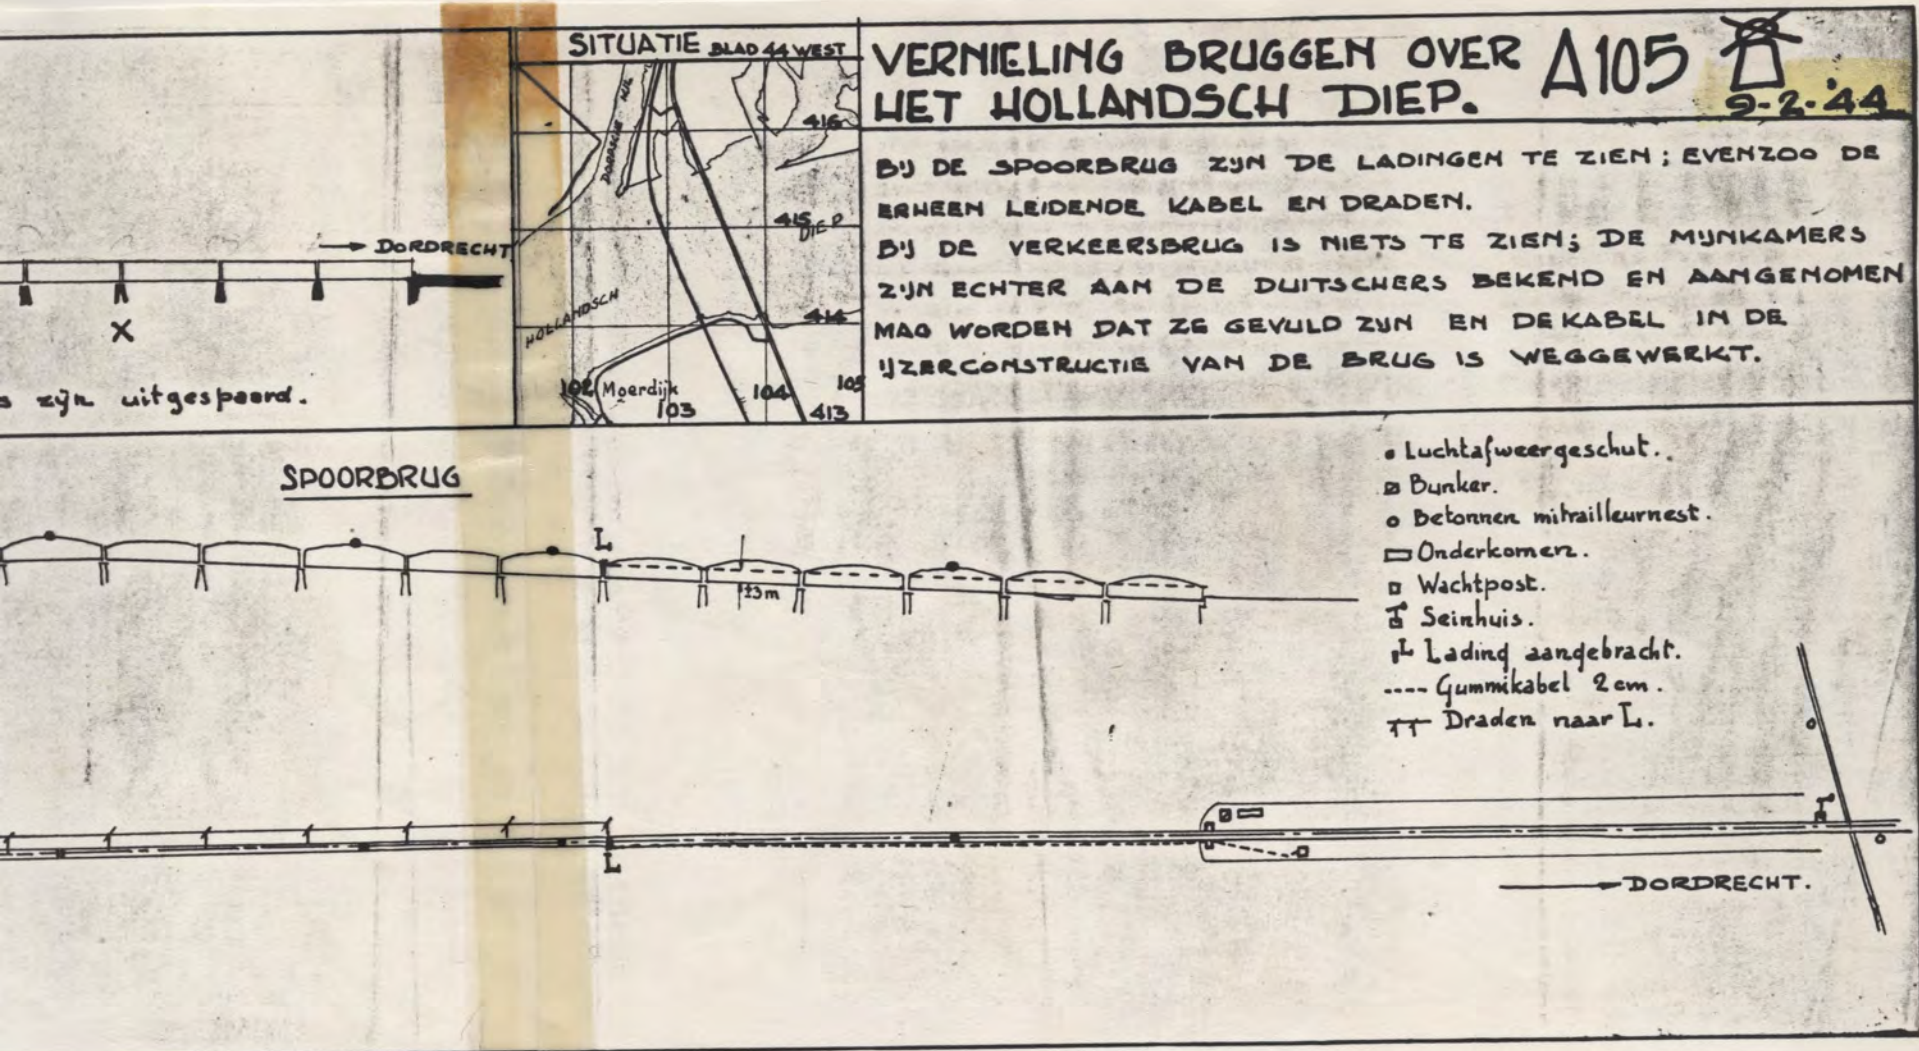 VERNIELING BRUGGEN OVER
HET HOLLANDSCH DIEP.
A105
9-2-'44
BIJ DE SPOORBRUG ZIJN DE LADINGEN TE ZIEN; EVENZOO DE
ERHEEN LEIDENDE KABEL EN DRADEN.
BIJ DE VERKEERSBRUG IS NIETS TE ZIEN; DE MIJNKAMERS
ZIJN ECHTER AAN DE DUITSCHERS BEKEND EN AANGENOMEN
MAG WORDEN DAT ZE GEVULD ZIJN EN DE KABEL IN DE
IJZERCONSTRUCTIE VAN DE BRUG IS WEGGEWERKT.
SITUATIE BLAD 44 WEST
DORDSCHE KIL
416
415
DIEP
HOLLANDSCH
414
102 Moerdijk
103
104
105
413
→ DORDRECHT
X
s zijn uitgespaard.
SPOORBRUG
L
±3m
Luchtafweergeschut.
Bunker.
Betonnen mitrailleurnest.
Onderkomen.
Wachtpost.
Seinhuis.
L Lading aangebracht.
---- Gummikabel 2 cm.
Draden naar L.
L
→ DORDRECHT.